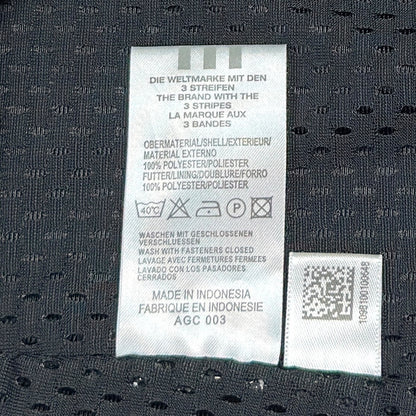 DIE WELTMARKE MIT DEN
3 STREIFEN
THE BRAND WITH THE
3 STRIPES
LA MARQUE AUX
3 BANDES
OBERMATERIAL/SHELL/EXTERIEUR/
MATERIAL EXTERNO
100% POLYESTER/POLIESTER
FUTTER/LINING/DOUBLURE/FORRO
100% POLYESTER/POLIESTER
40°C P
WASCHEN MIT GESCHLOSSENEN
VERSCHLUESSEN
WASH WITH FASTENERS CLOSED
LAVAGE AVEC FERMETURES FERMÉES
LAVADO CON LOS PASADORES
CERRADOS
MADE IN INDONESIA
FABRIQUE EN INDONESIE
AGC 003